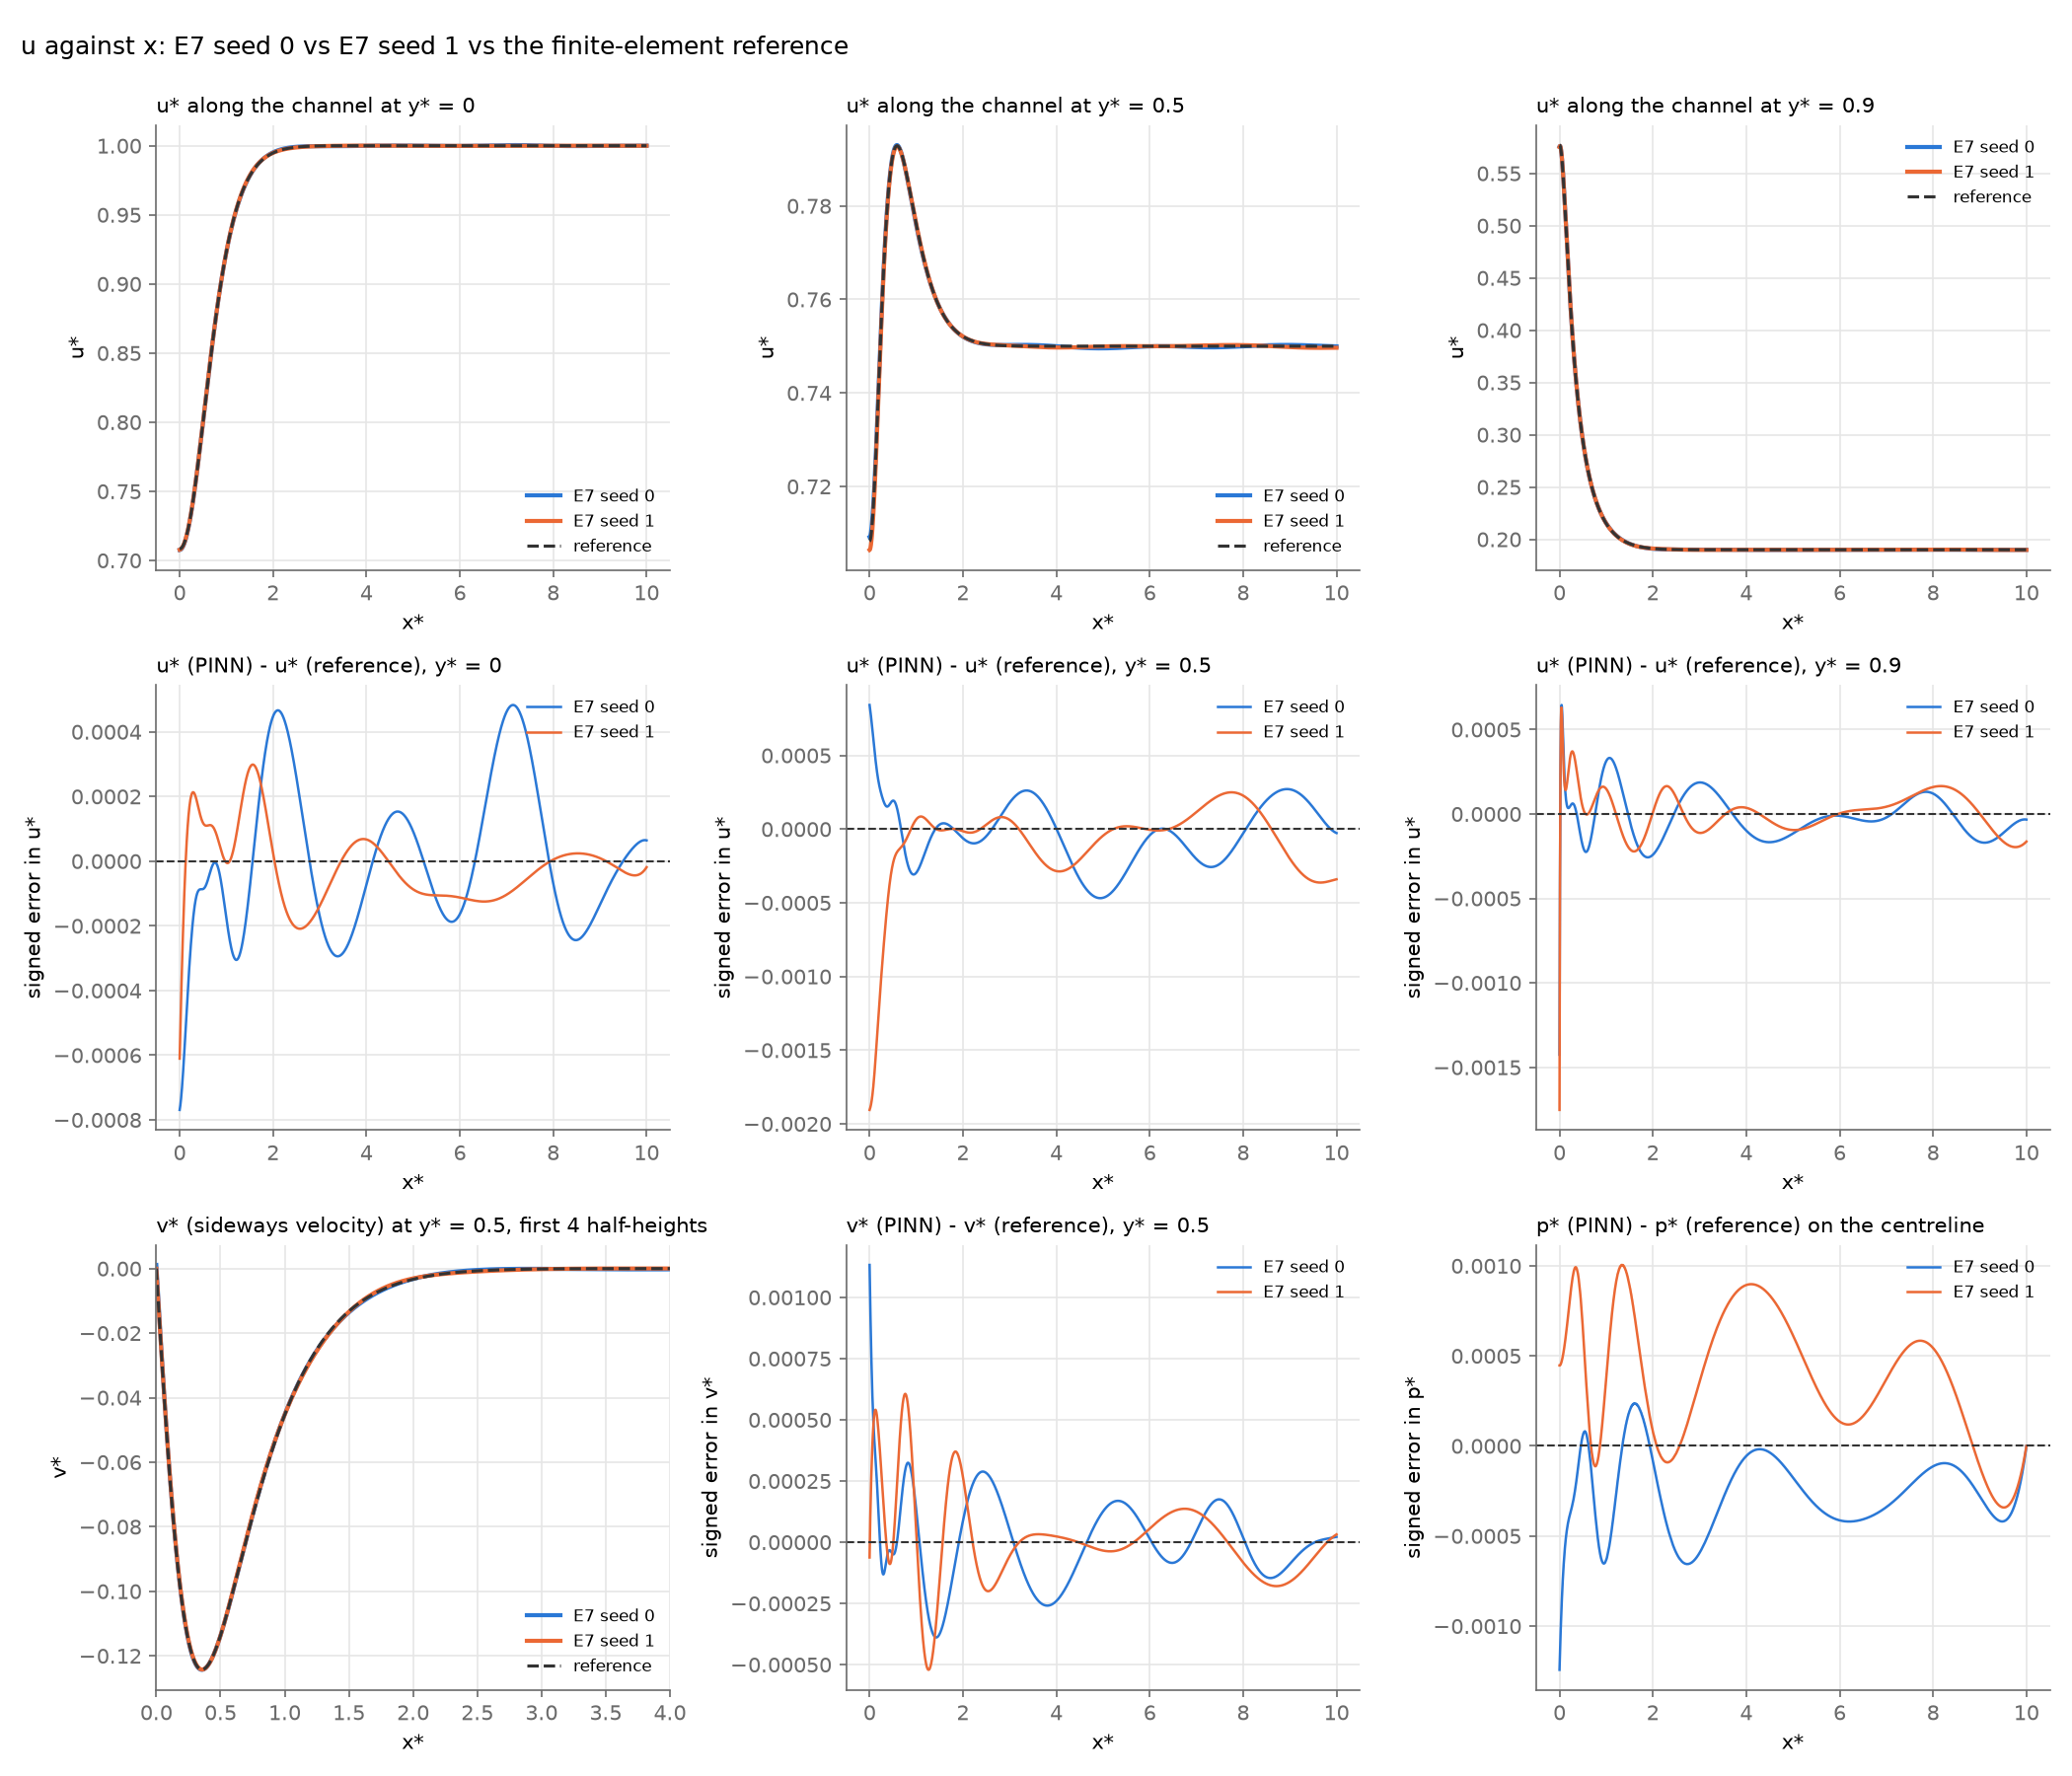 u against x: E7 seed 0 vs E7 seed 1 vs the finite-element reference
u* along the channel at y* = 0
u*
1.00
0.95
0.90
0.85
0.80
0.75
0.70
E7 seed 0
E7 seed 1
reference
0 2 4 6 8 10
x*
u* along the channel at y* = 0.5
u*
0.78
0.76
0.74
0.72
E7 seed 0
E7 seed 1
reference
0 2 4 6 8 10
x*
u* along the channel at y* = 0.9
u*
0.55
0.50
0.45
0.40
0.35
0.30
0.25
0.20
E7 seed 0
E7 seed 1
reference
0 2 4 6 8 10
x*
u* (PINN) - u* (reference), y* = 0
signed error in u*
0.0004
0.0002
0.0000
−0.0002
−0.0004
−0.0006
−0.0008
E7 seed 0
E7 seed 1
0 2 4 6 8 10
x*
u* (PINN) - u* (reference), y* = 0.5
signed error in u*
0.0005
0.0000
−0.0005
−0.0010
−0.0015
−0.0020
E7 seed 0
E7 seed 1
0 2 4 6 8 10
x*
u* (PINN) - u* (reference), y* = 0.9
signed error in u*
0.0005
0.0000
−0.0005
−0.0010
−0.0015
E7 seed 0
E7 seed 1
0 2 4 6 8 10
x*
v* (sideways velocity) at y* = 0.5, first 4 half-heights
v*
0.00
−0.02
−0.04
−0.06
−0.08
−0.10
−0.12
E7 seed 0
E7 seed 1
reference
0.0 0.5 1.0 1.5 2.0 2.5 3.0 3.5 4.0
x*
v* (PINN) - v* (reference), y* = 0.5
signed error in v*
0.00100
0.00075
0.00050
0.00025
0.00000
−0.00025
−0.00050
E7 seed 0
E7 seed 1
0 2 4 6 8 10
x*
p* (PINN) - p* (reference) on the centreline
signed error in p*
0.0010
0.0005
0.0000
−0.0005
−0.0010
E7 seed 0
E7 seed 1
0 2 4 6 8 10
x*